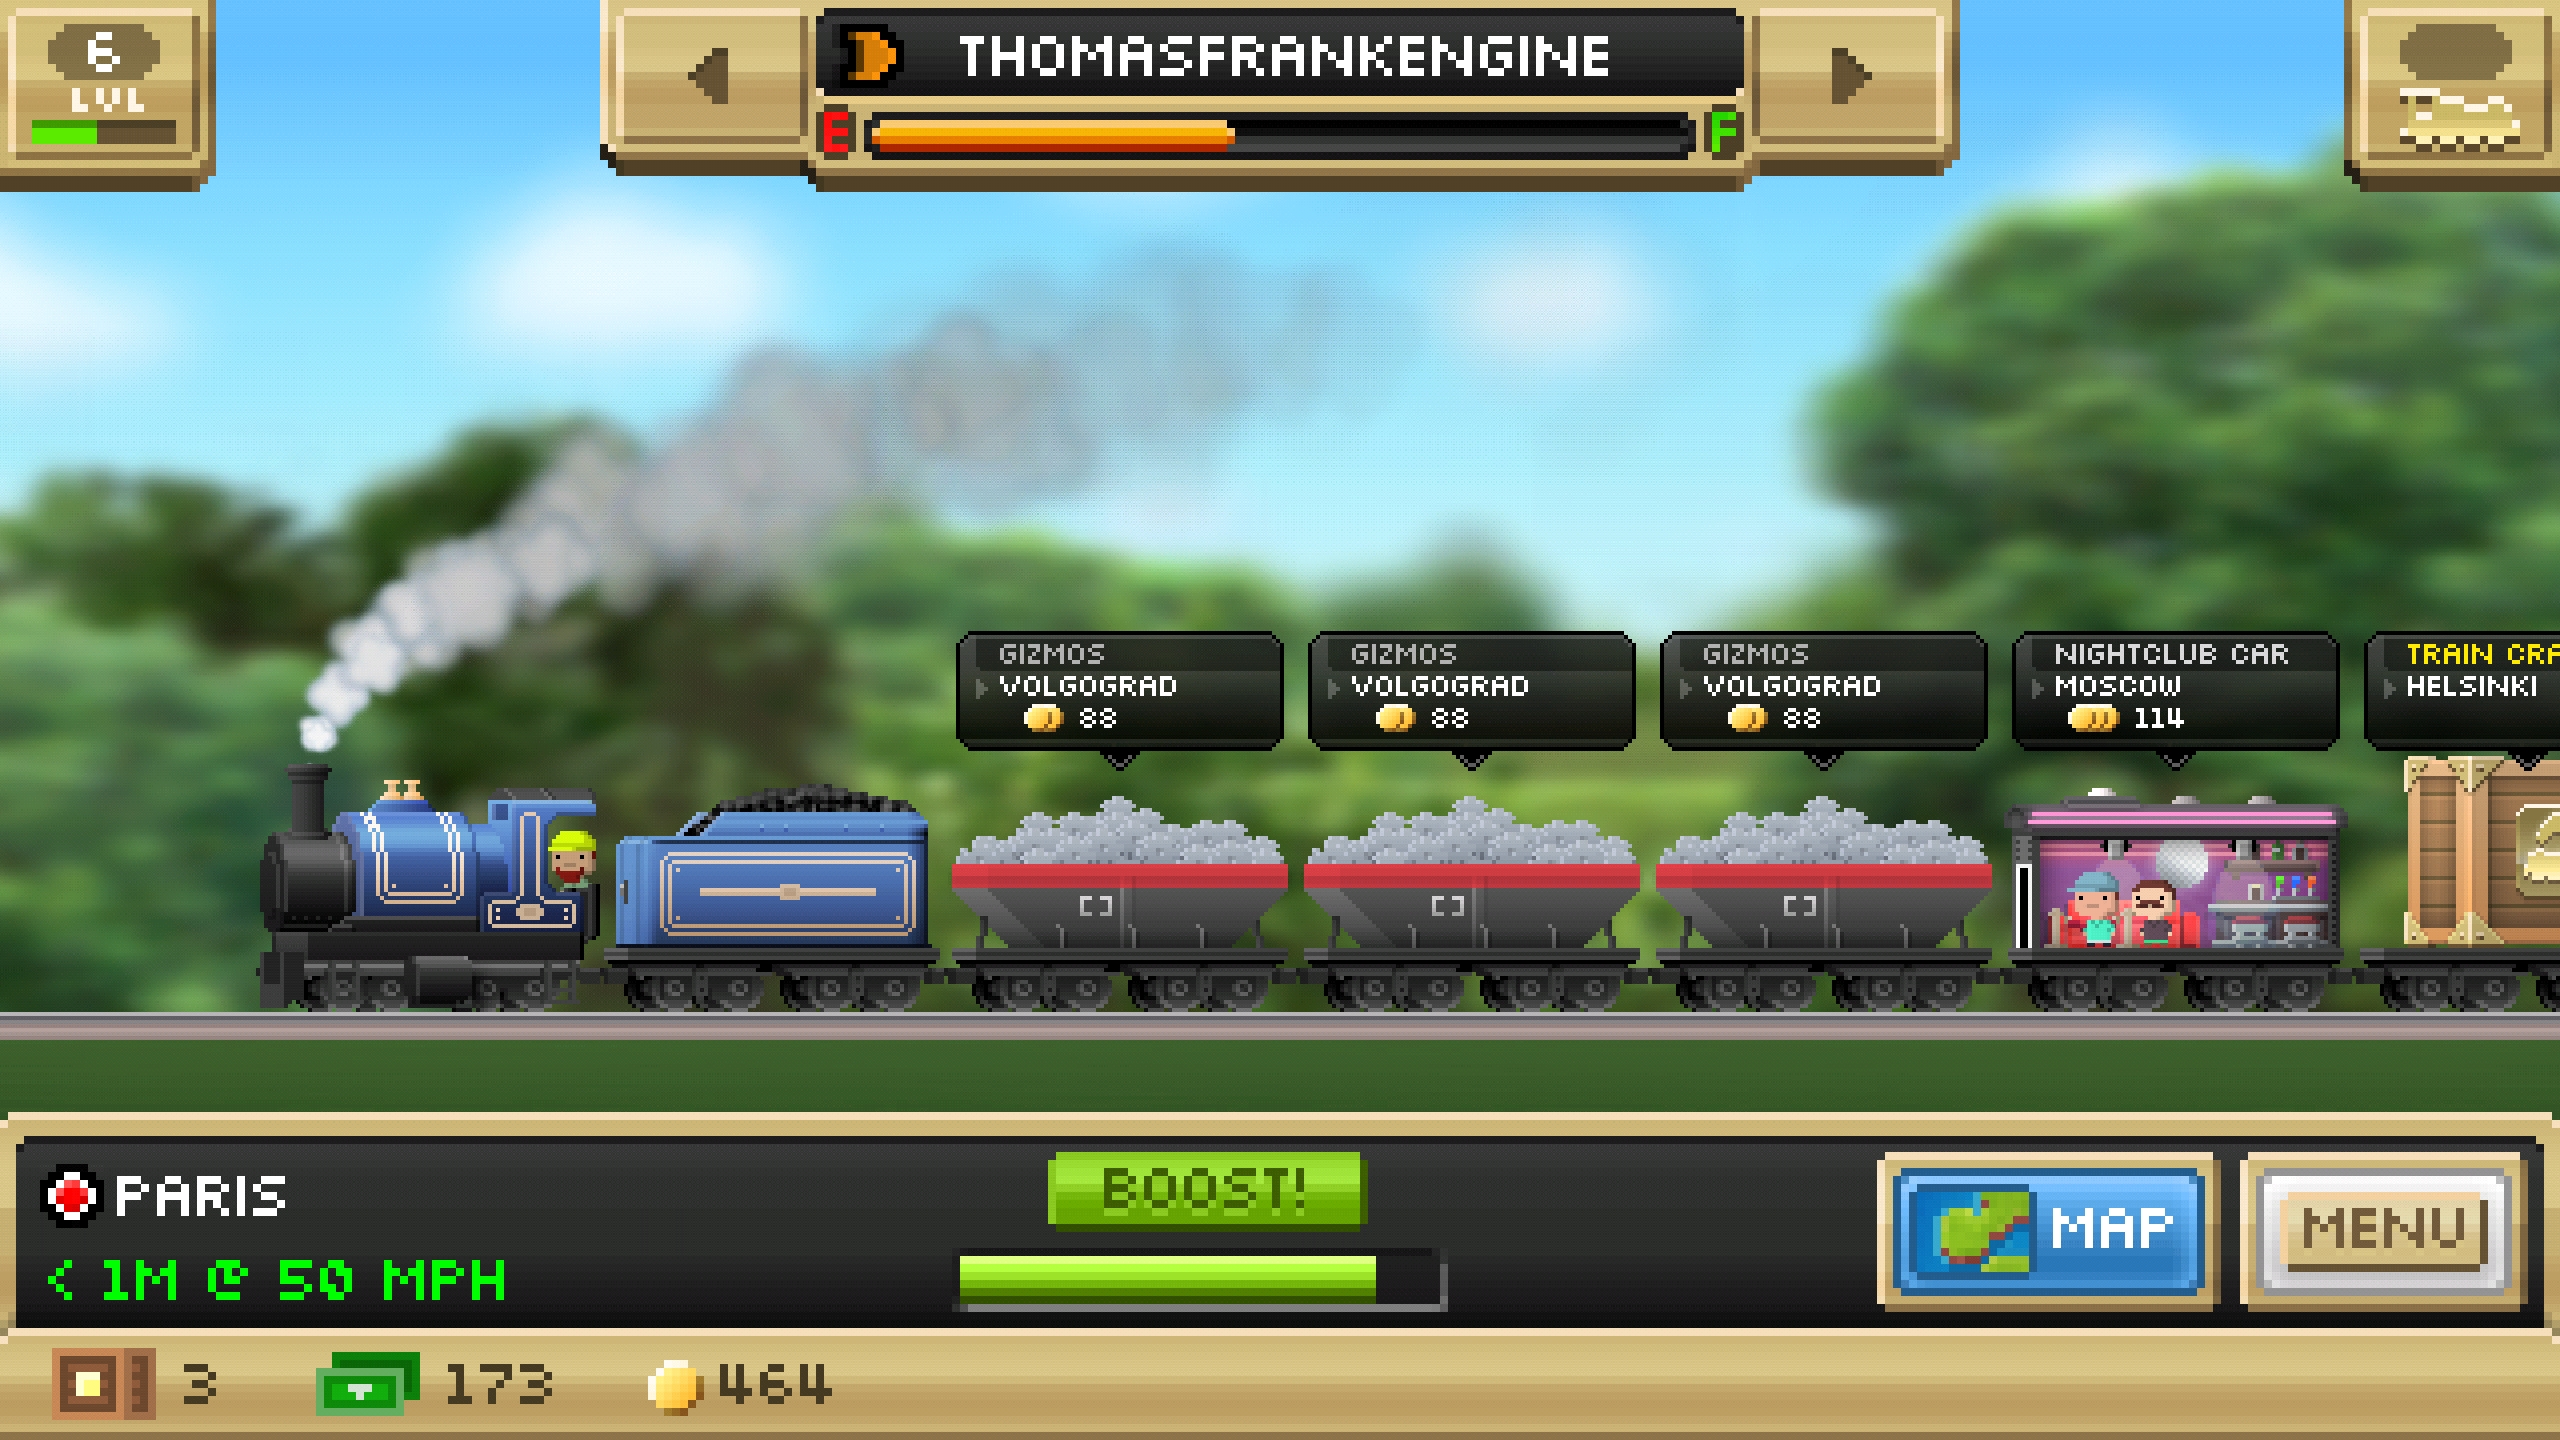 6
LVL
THOMASFRANKENGINE
E
F
GIZMOS
VOLGOGRAD
88
GIZMOS
VOLGOGRAD
88
GIZMOS
VOLGOGRAD
88
NIGHTCLUB CAR
MOSCOW
114
TRAIN
HELSINKI
PARIS
< 1M @ 50 MPH
BOOST!
MAP
MENU
3
173
464